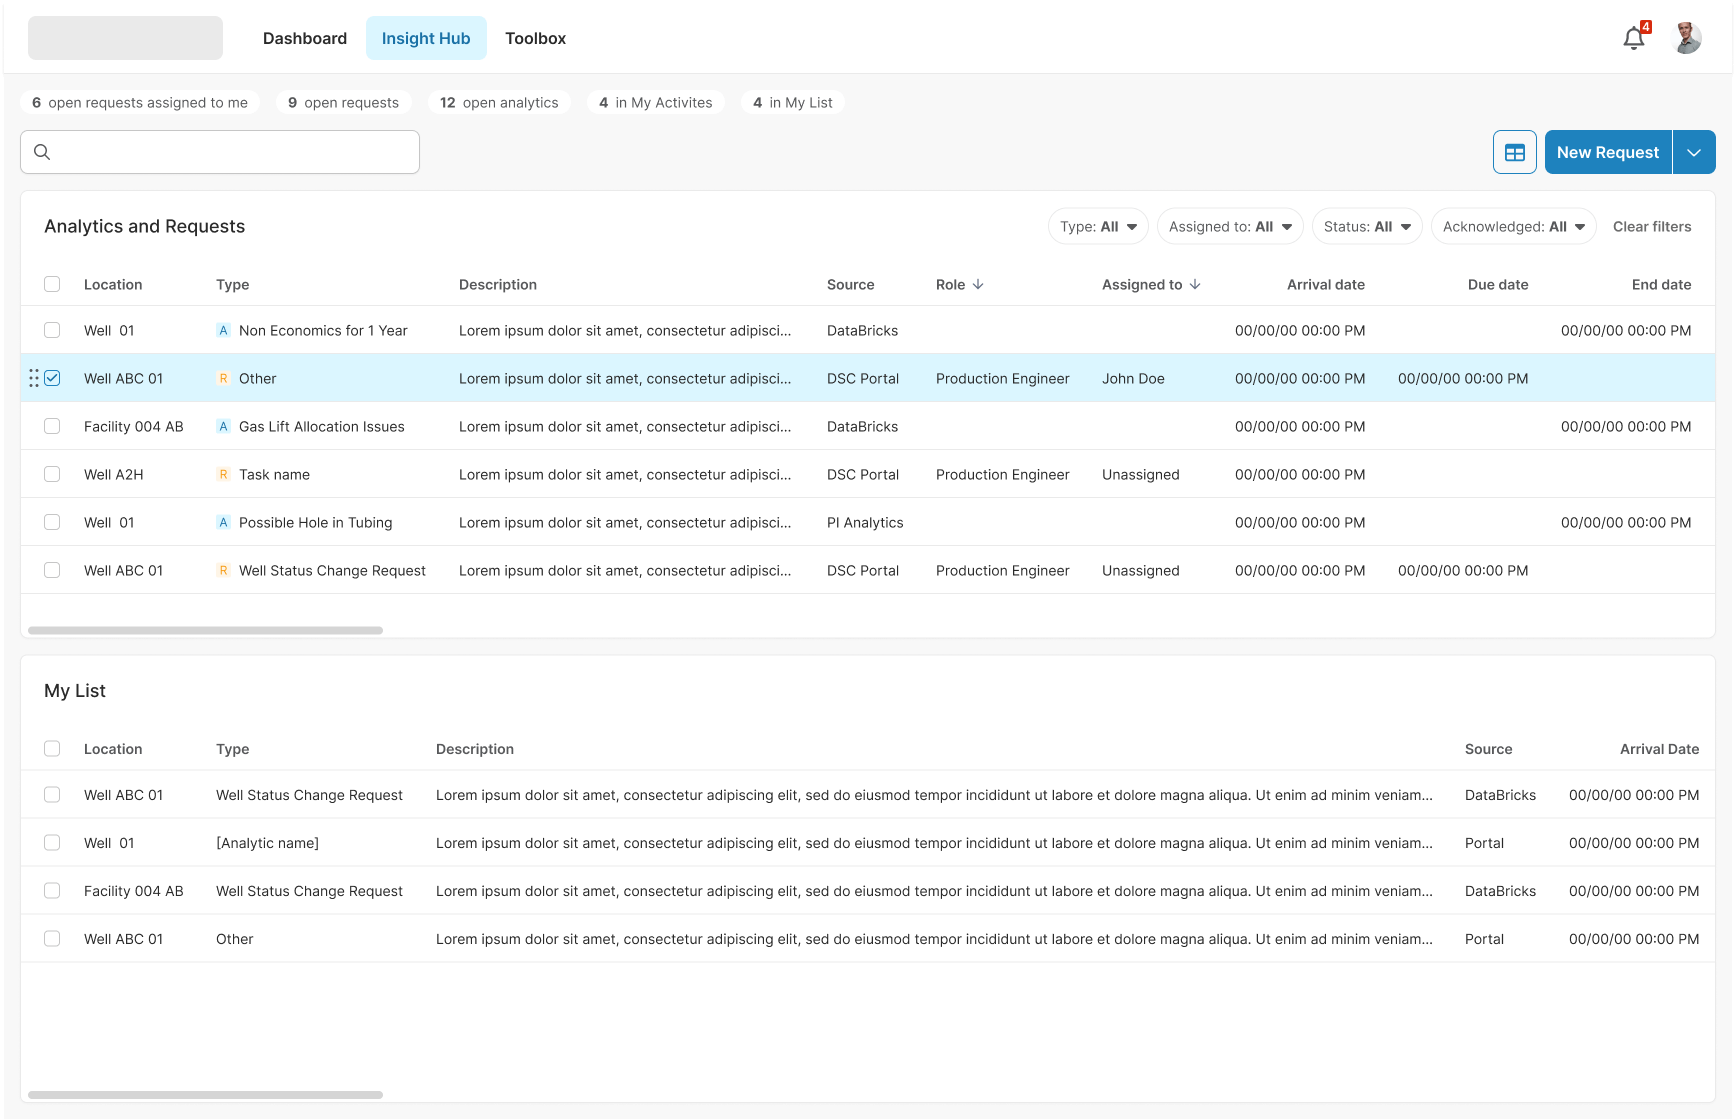 Dashboard Insight Hub Toolbox 4
6 open requests assigned to me 9 open requests 12 open analytics 4 in My Activites 4 in My List
New Request
Analytics and Requests Type: All Assigned to: All Status: All Acknowledged: All Clear filters
Location Type Description Source Role Assigned to Arrival date Due date End date
Well 01 A Non Economics for 1 Year Lorem ipsum dolor sit amet, consectetur adipisci... DataBricks 00/00/00 00:00 PM 00/00/00 00:00 PM
Well ABC 01 R Other Lorem ipsum dolor sit amet, consectetur adipisci... DSC Portal Production Engineer John Doe 00/00/00 00:00 PM 00/00/00 00:00 PM
Facility 004 AB A Gas Lift Allocation Issues Lorem ipsum dolor sit amet, consectetur adipisci... DataBricks 00/00/00 00:00 PM 00/00/00 00:00 PM
Well A2H R Task name Lorem ipsum dolor sit amet, consectetur adipisci... DSC Portal Production Engineer Unassigned 00/00/00 00:00 PM
Well 01 A Possible Hole in Tubing Lorem ipsum dolor sit amet, consectetur adipisci... PI Analytics 00/00/00 00:00 PM 00/00/00 00:00 PM
Well ABC 01 R Well Status Change Request Lorem ipsum dolor sit amet, consectetur adipisci... DSC Portal Production Engineer Unassigned 00/00/00 00:00 PM 00/00/00 00:00 PM
My List
Location Type Description Source Arrival Date
Well ABC 01 Well Status Change Request Lorem ipsum dolor sit amet, consectetur adipiscing elit, sed do eiusmod tempor incididunt ut labore et dolore magna aliqua. Ut enim ad minim veniam... DataBricks 00/00/00 00:00 PM
Well 01 [Analytic name] Lorem ipsum dolor sit amet, consectetur adipiscing elit, sed do eiusmod tempor incididunt ut labore et dolore magna aliqua. Ut enim ad minim veniam... Portal 00/00/00 00:00 PM
Facility 004 AB Well Status Change Request Lorem ipsum dolor sit amet, consectetur adipiscing elit, sed do eiusmod tempor incididunt ut labore et dolore magna aliqua. Ut enim ad minim veniam... DataBricks 00/00/00 00:00 PM
Well ABC 01 Other Lorem ipsum dolor sit amet, consectetur adipiscing elit, sed do eiusmod tempor incididunt ut labore et dolore magna aliqua. Ut enim ad minim veniam... Portal 00/00/00 00:00 PM